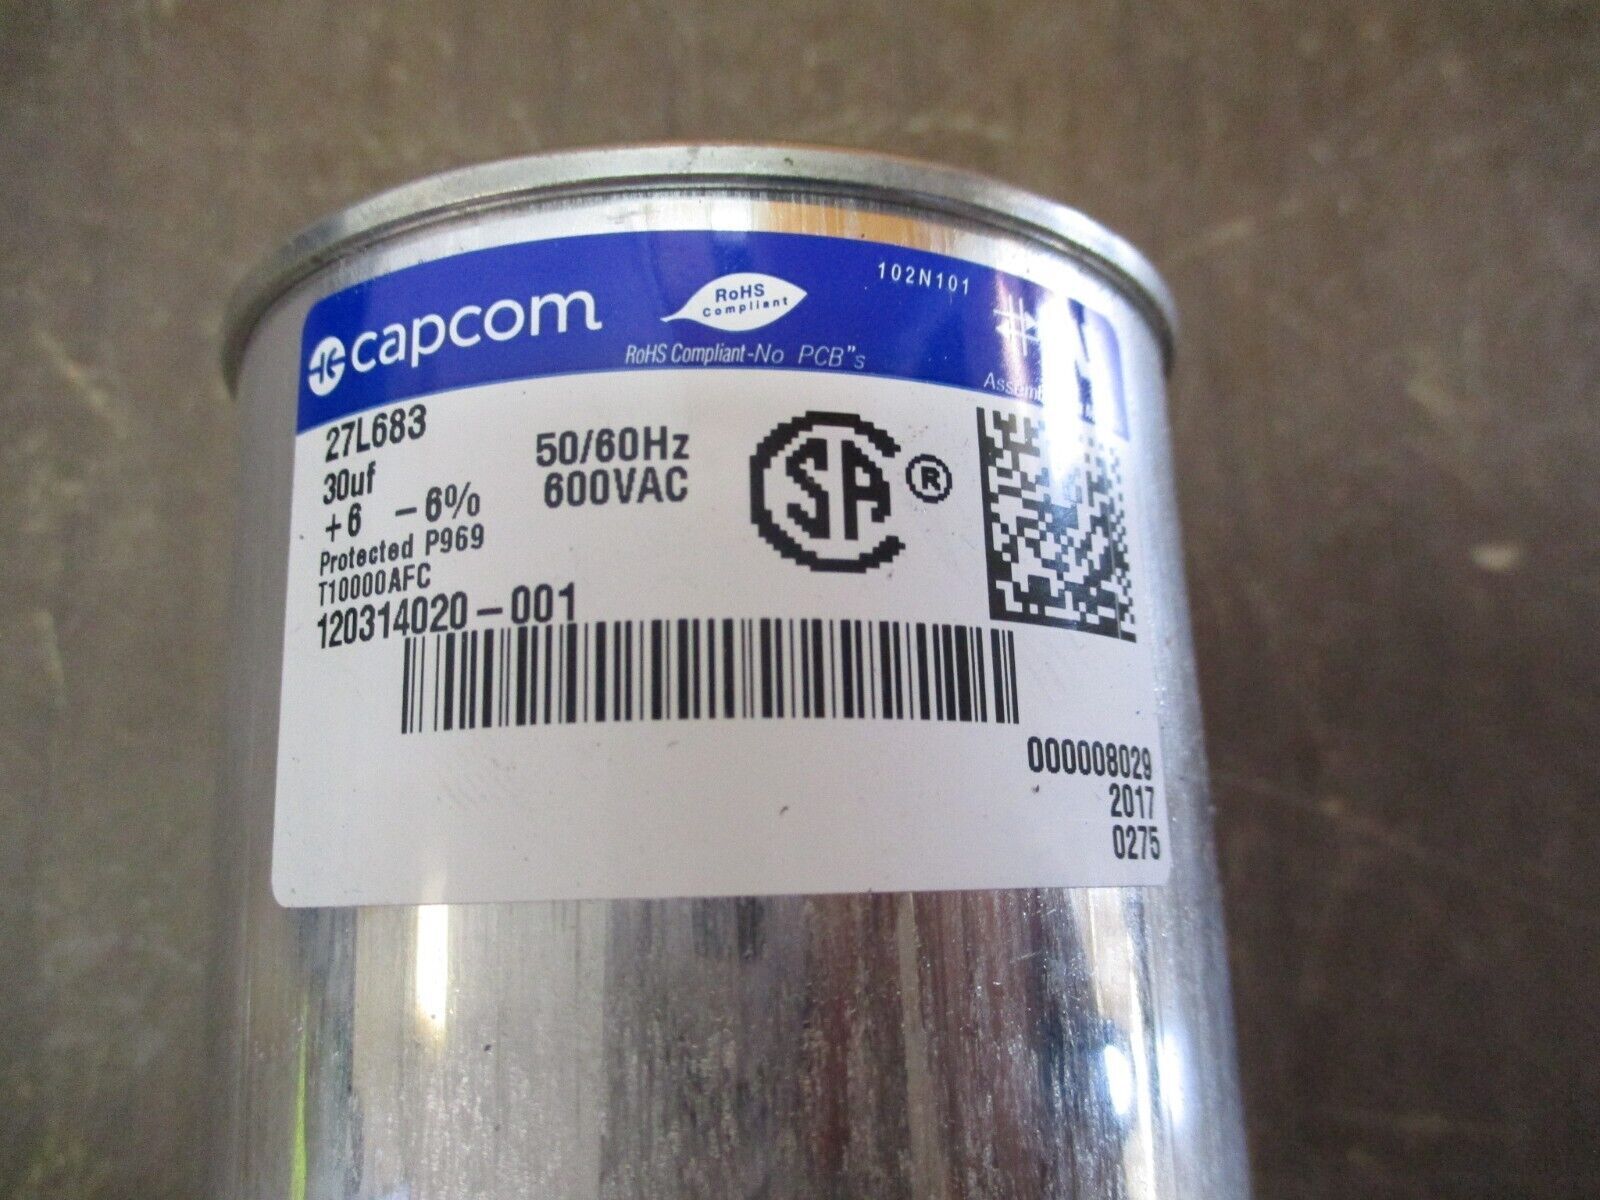 capcom
RoHS
Compliant
102N101
RoHS Compliant-No PCB"s
27L683
30uf
+6 -6%
50/60Hz
600VAC
SA ®
Protected P969
T10000AFC
120314020-001
000008029
2017
0275